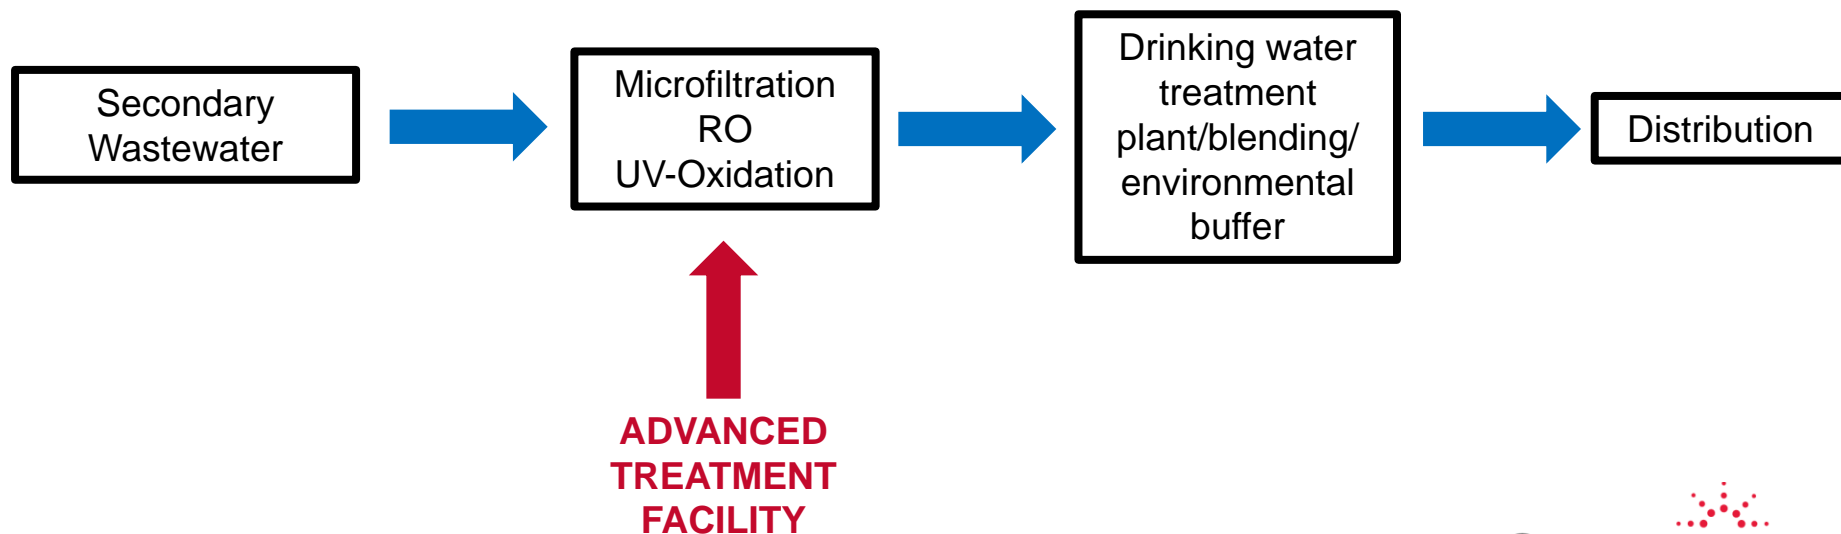 Secondary
Wastewater
Microfiltration
RO
UV-Oxidation
Drinking water
treatment
plant/blending/
environmental
buffer
Distribution
ADVANCED
TREATMENT
FACILITY